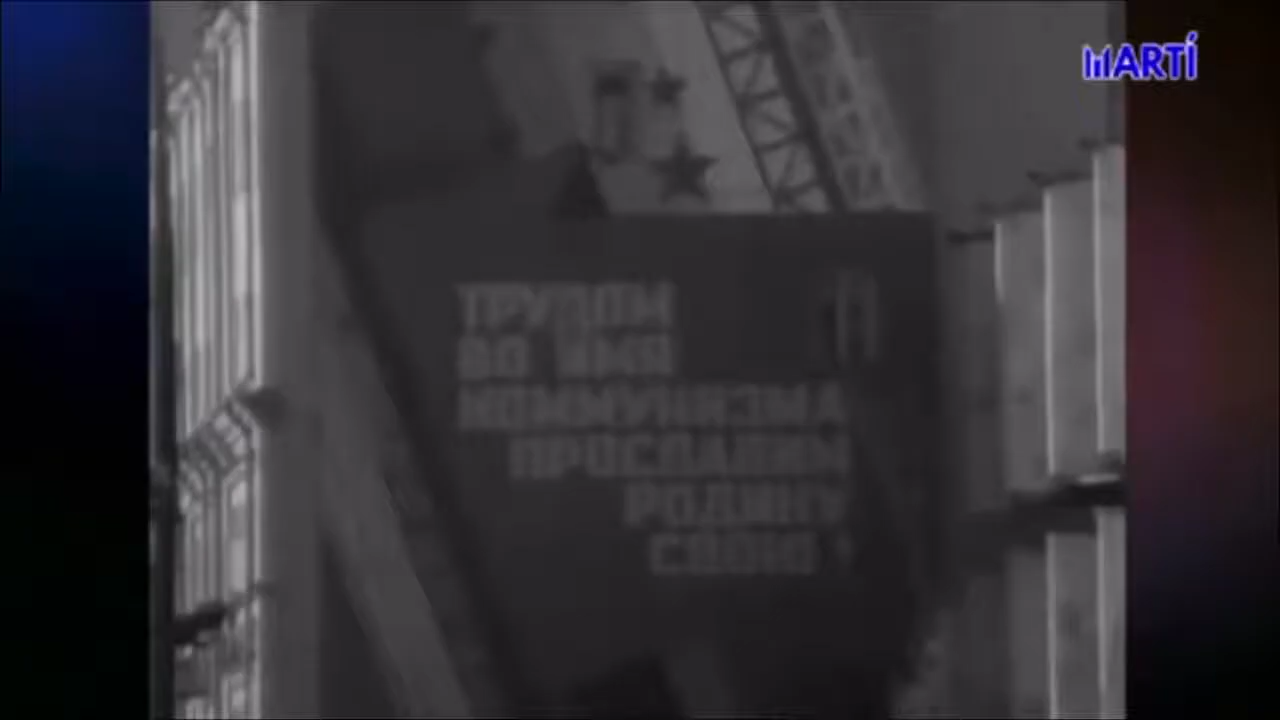 MARTÍ
ТРУДОМ
ВО ИМЯ
КОММУНИЗМА
ПРОСЛАВИМ
РОДИНУ
СВОЮ!